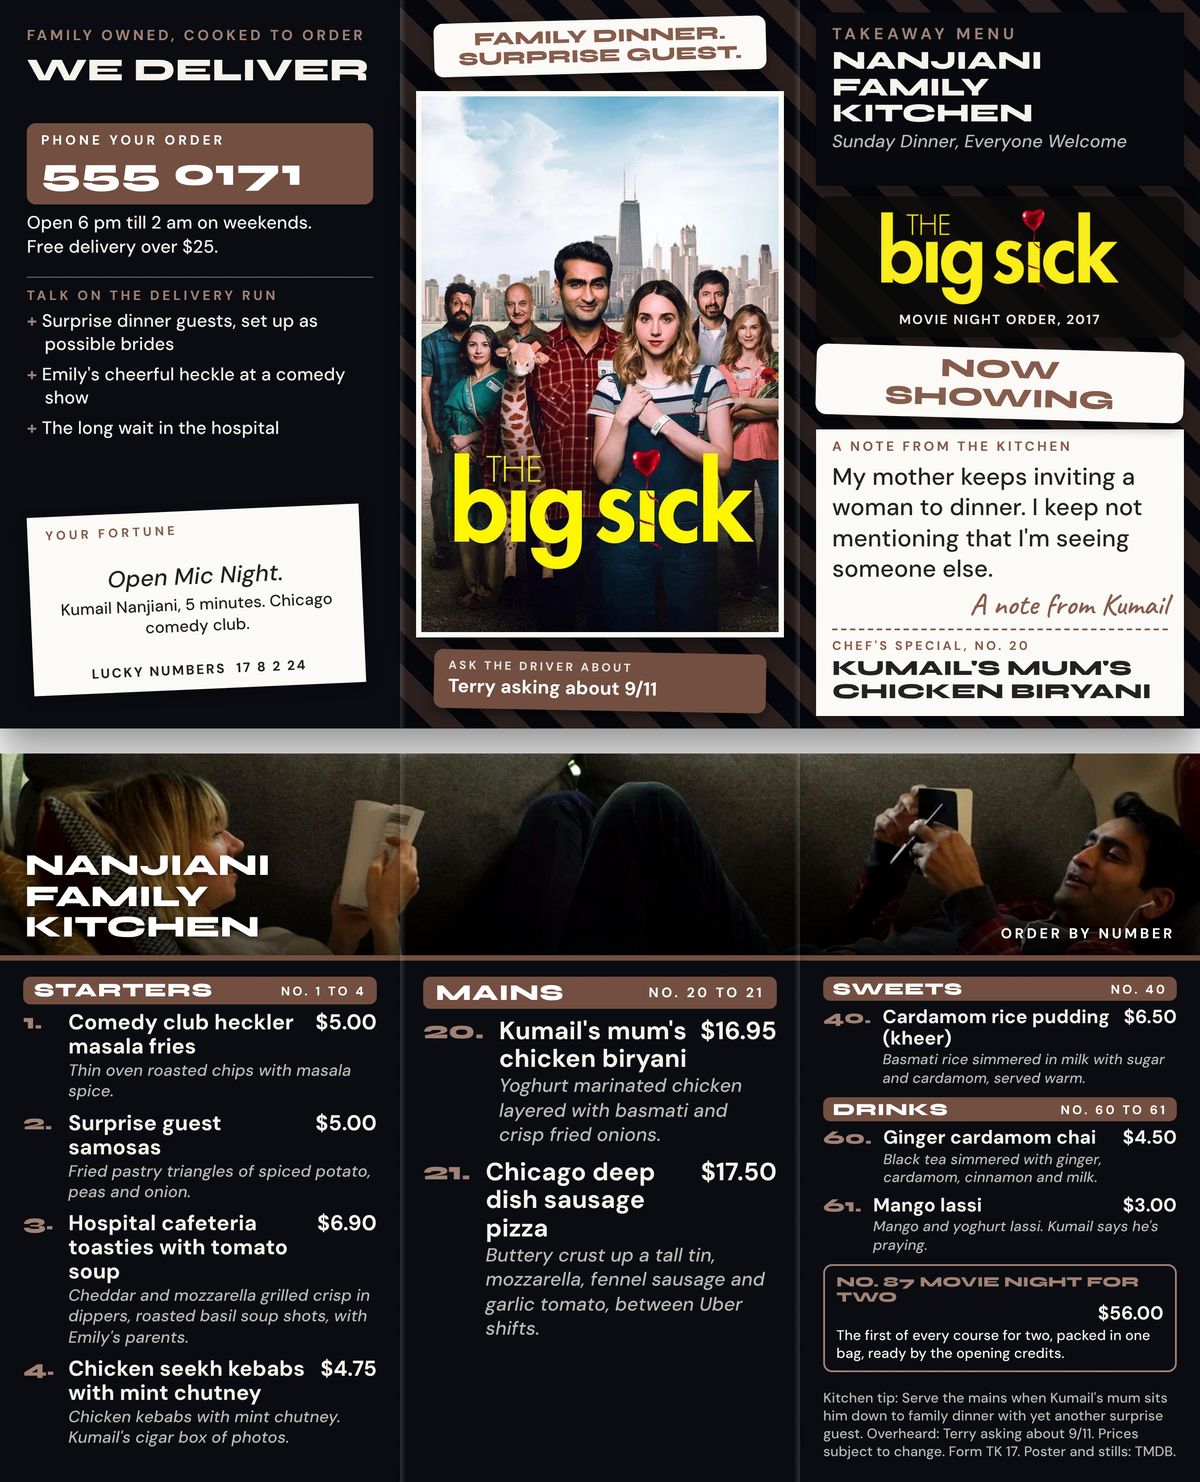 FAMILY OWNED, COOKED TO ORDER
WE DELIVER
PHONE YOUR ORDER
555 0171
Open 6 pm till 2 am on weekends.
Free delivery over $25.
TALK ON THE DELIVERY RUN
+ Surprise dinner guests, set up as
possible brides
+ Emily's cheerful heckle at a comedy
show
+ The long wait in the hospital
YOUR FORTUNE
Open Mic Night.
Kumail Nanjiani, 5 minutes. Chicago
comedy club.
LUCKY NUMBERS 17 8 2 24
FAMILY DINNER.
SURPRISE GUEST.
THE
big sick
ASK THE DRIVER ABOUT
Terry asking about 9/11
TAKEAWAY MENU
NANJIANI
FAMILY
KITCHEN
Sunday Dinner, Everyone Welcome
THE
big sick
MOVIE NIGHT ORDER, 2017
NOW
SHOWING
A NOTE FROM THE KITCHEN
My mother keeps inviting a
woman to dinner. I keep not
mentioning that I'm seeing
someone else.
A note from Kumail
CHEF'S SPECIAL, NO. 20
KUMAIL'S MUM'S
CHICKEN BIRYANI
NANJIANI
FAMILY
KITCHEN
ORDER BY NUMBER
STARTERS NO. 1 TO 4
1. Comedy club heckler $5.00
masala fries
Thin oven roasted chips with masala
spice.
2. Surprise guest $5.00
samosas
Fried pastry triangles of spiced potato,
peas and onion.
3. Hospital cafeteria $6.90
toasties with tomato
soup
Cheddar and mozzarella grilled crisp in
dippers, roasted basil soup shots, with
Emily's parents.
4. Chicken seekh kebabs $4.75
with mint chutney
Chicken kebabs with mint chutney.
Kumail's cigar box of photos.
MAINS NO. 20 TO 21
20. Kumail's mum's $16.95
chicken biryani
Yoghurt marinated chicken
layered with basmati and
crisp fried onions.
21. Chicago deep $17.50
dish sausage
pizza
Buttery crust up a tall tin,
mozzarella, fennel sausage and
garlic tomato, between Uber
shifts.
SWEETS NO. 40
40. Cardamom rice pudding $6.50
(kheer)
Basmati rice simmered in milk with sugar
and cardamom, served warm.
DRINKS NO. 60 TO 61
60. Ginger cardamom chai $4.50
Black tea simmered with ginger,
cardamom, cinnamon and milk.
61. Mango lassi $3.00
Mango and yoghurt lassi. Kumail says he's
praying.
NO. 87 MOVIE NIGHT FOR
TWO
$56.00
The first of every course for two, packed in one
bag, ready by the opening credits.
Kitchen tip: Serve the mains when Kumail's mum sits
him down to family dinner with yet another surprise
guest. Overheard: Terry asking about 9/11. Prices
subject to change. Form TK 17. Poster and stills: TMDB.